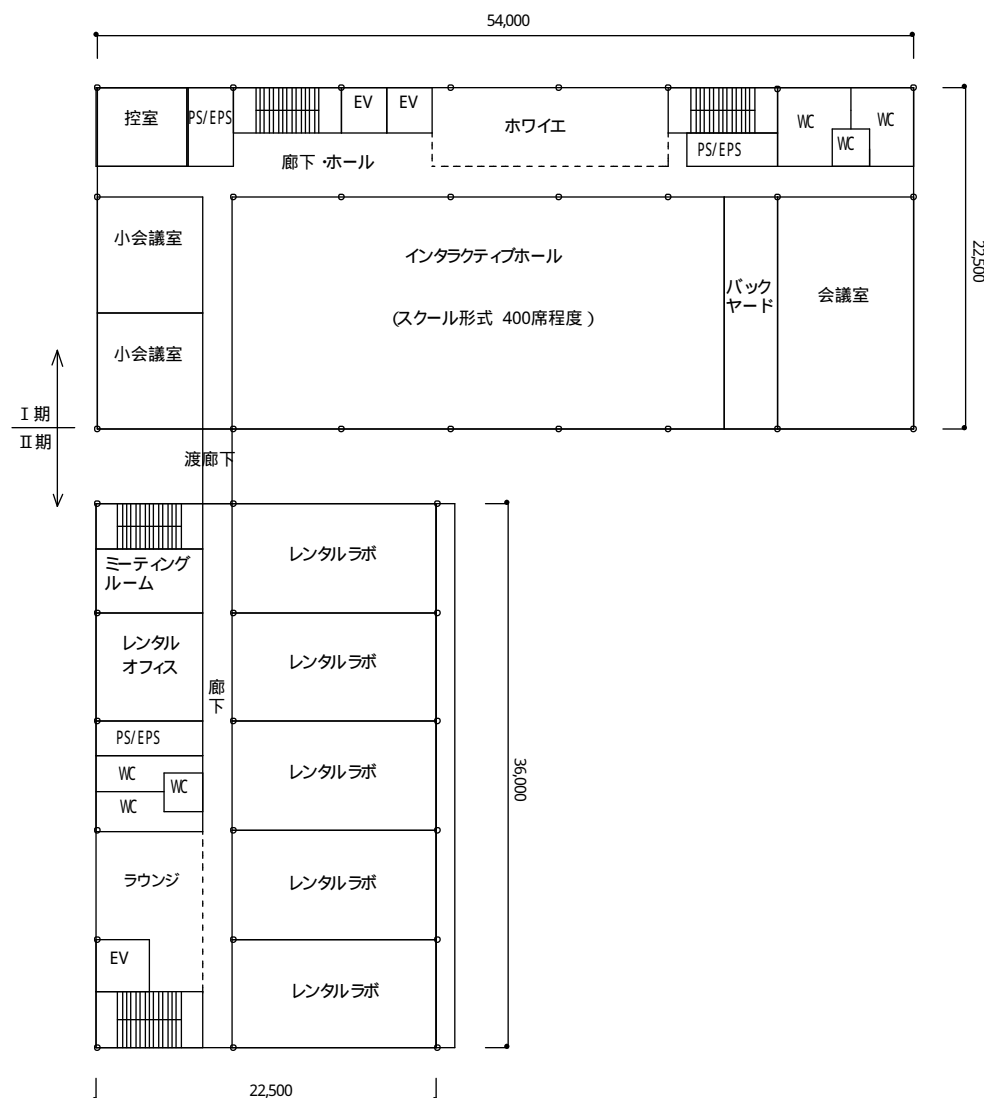 54,000
控室
PS/EPS
EV
EV
ホワイエ
WC
WC
WC
PS/EPS
廊下・ホール
小会議室
インタラクティブホール
(スクール形式 400席程度)
バック
ヤード
会議室
22,500
小会議室
Ⅰ期
Ⅱ期
渡廊下
ミーティング
ルーム
レンタルラボ
レンタル
オフィス
レンタルラボ
廊
下
PS/EPS
WC
WC
WC
レンタルラボ
36,000
ラウンジ
レンタルラボ
EV
レンタルラボ
22,500